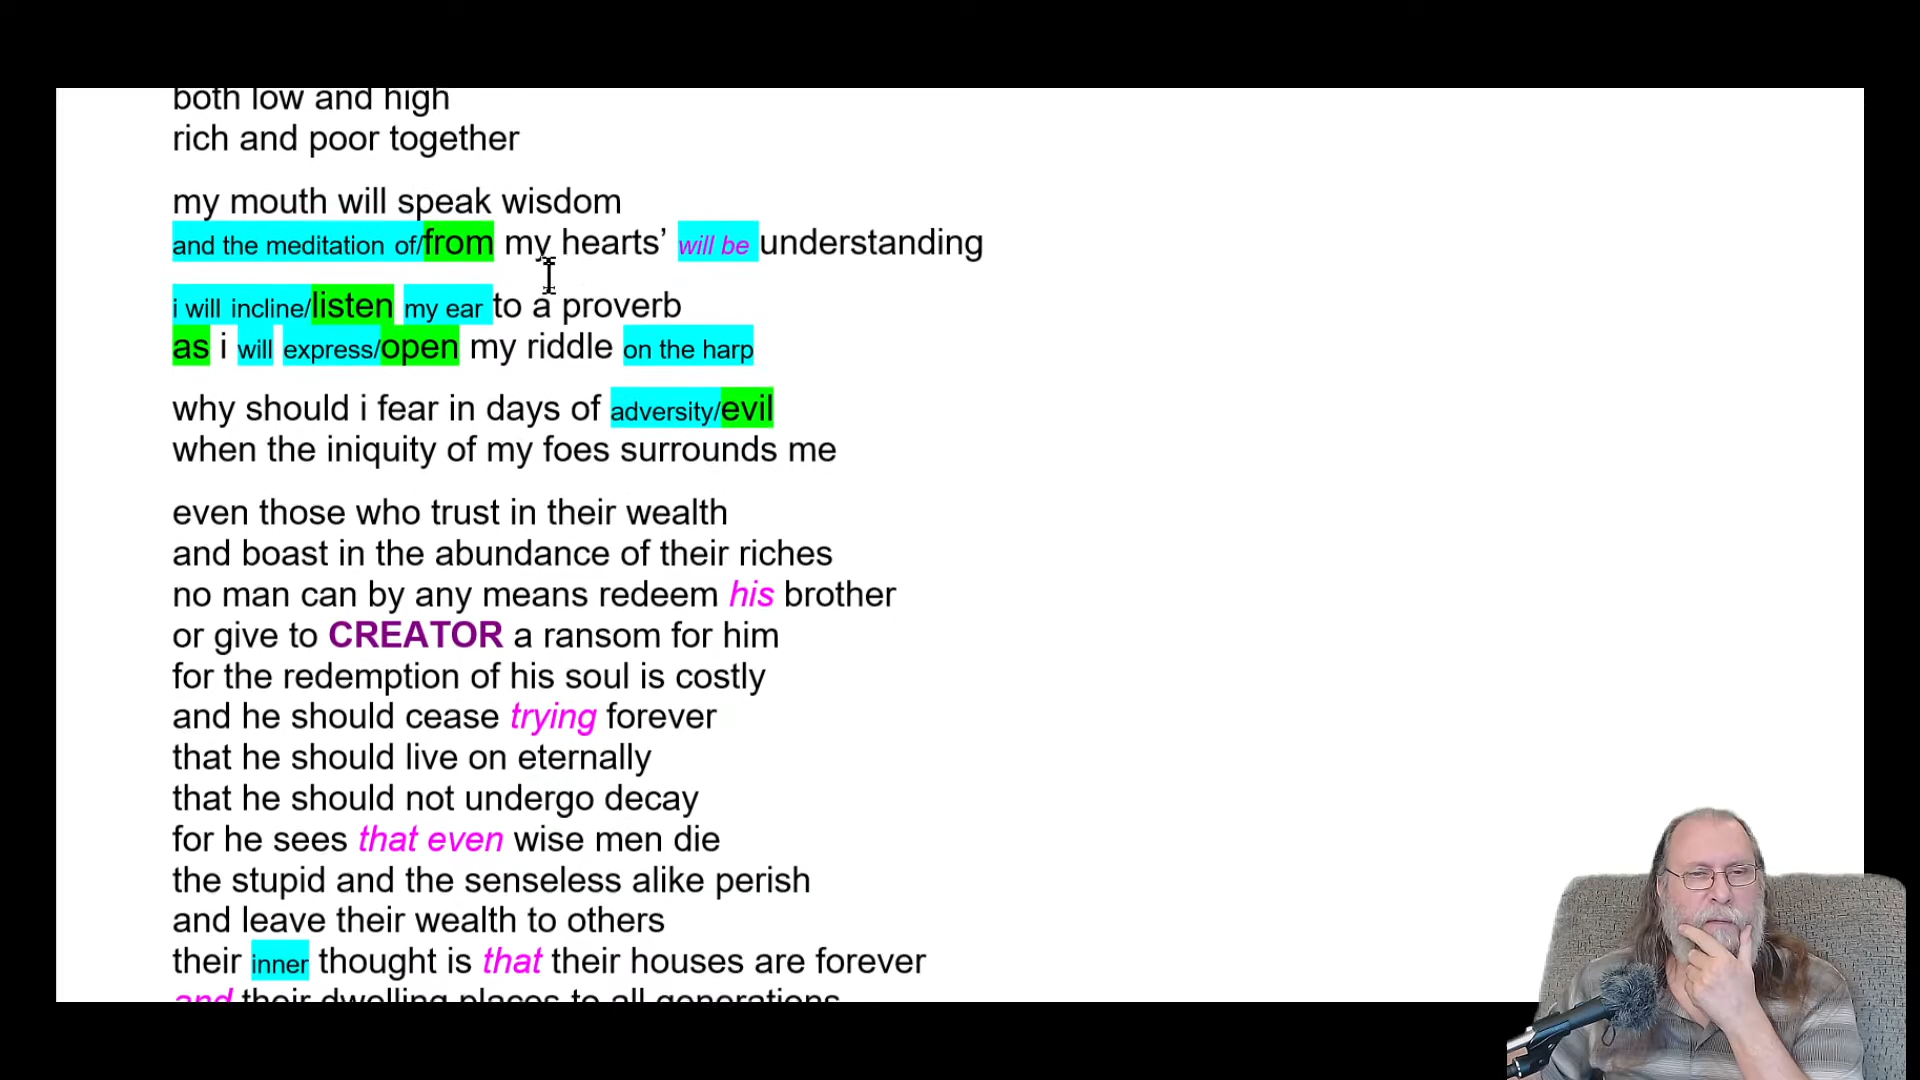 both low and high
rich and poor together
my mouth will speak wisdom
and the meditation of/from my hearts’ will be understanding
i will incline/listen my ear to a proverb
as i will express/open my riddle on the harp
why should i fear in days of adversity/evil
when the iniquity of my foes surrounds me
even those who trust in their wealth
and boast in the abundance of their riches
no man can by any means redeem his brother
or give to CREATOR a ransom for him
for the redemption of his soul is costly
and he should cease trying forever
that he should live on eternally
that he should not undergo decay
for he sees that even wise men die
the stupid and the senseless alike perish
and leave their wealth to others
their inner thought is that their houses are forever
and their dwelling places to all generations